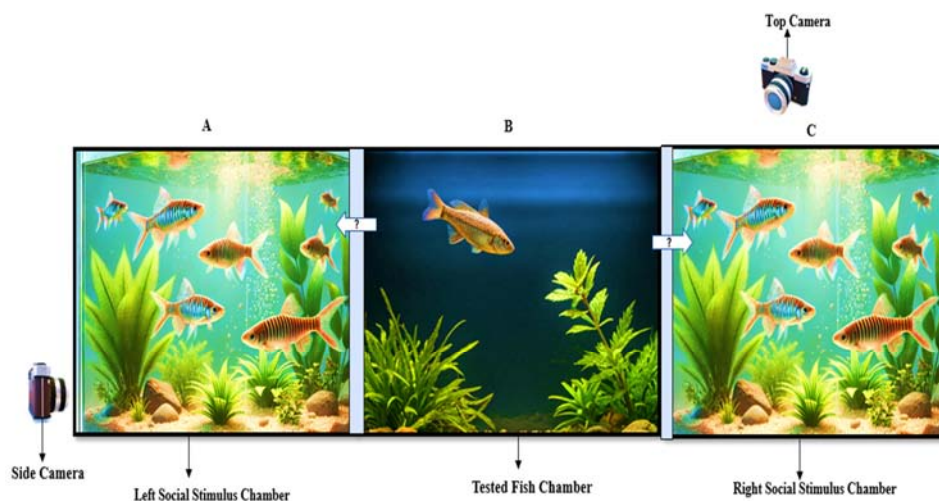 Top Camera
A
B
C
?
?
Side Camera
Left Social Stimulus Chamber
Tested Fish Chamber
Right Social Stimulus Chamber